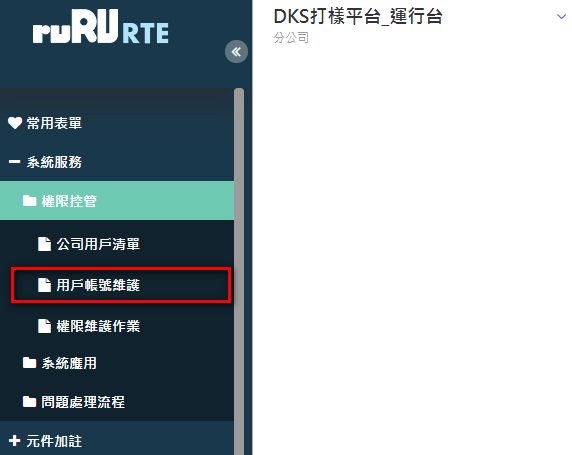 ruRU RTE
DKS打樣平台_運行台
分公司
常用表單
系統服務
權限控管
公司用戶清單
用戶帳號維護
權限維護作業
系統應用
問題處理流程
元件加註